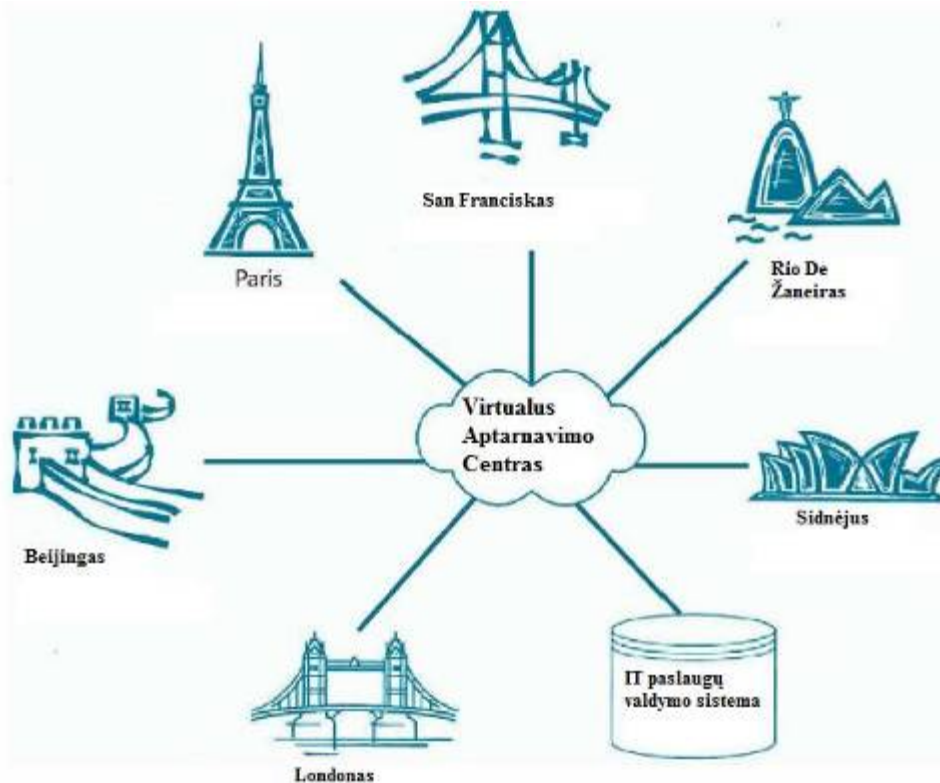 San Franciskas
Paris
Rio De
Žaneiras
Virtualus
Aptarnavimo
Centras
Beijingas
Sidnėjus
IT paslaugų
valdymo sistema
Londonas